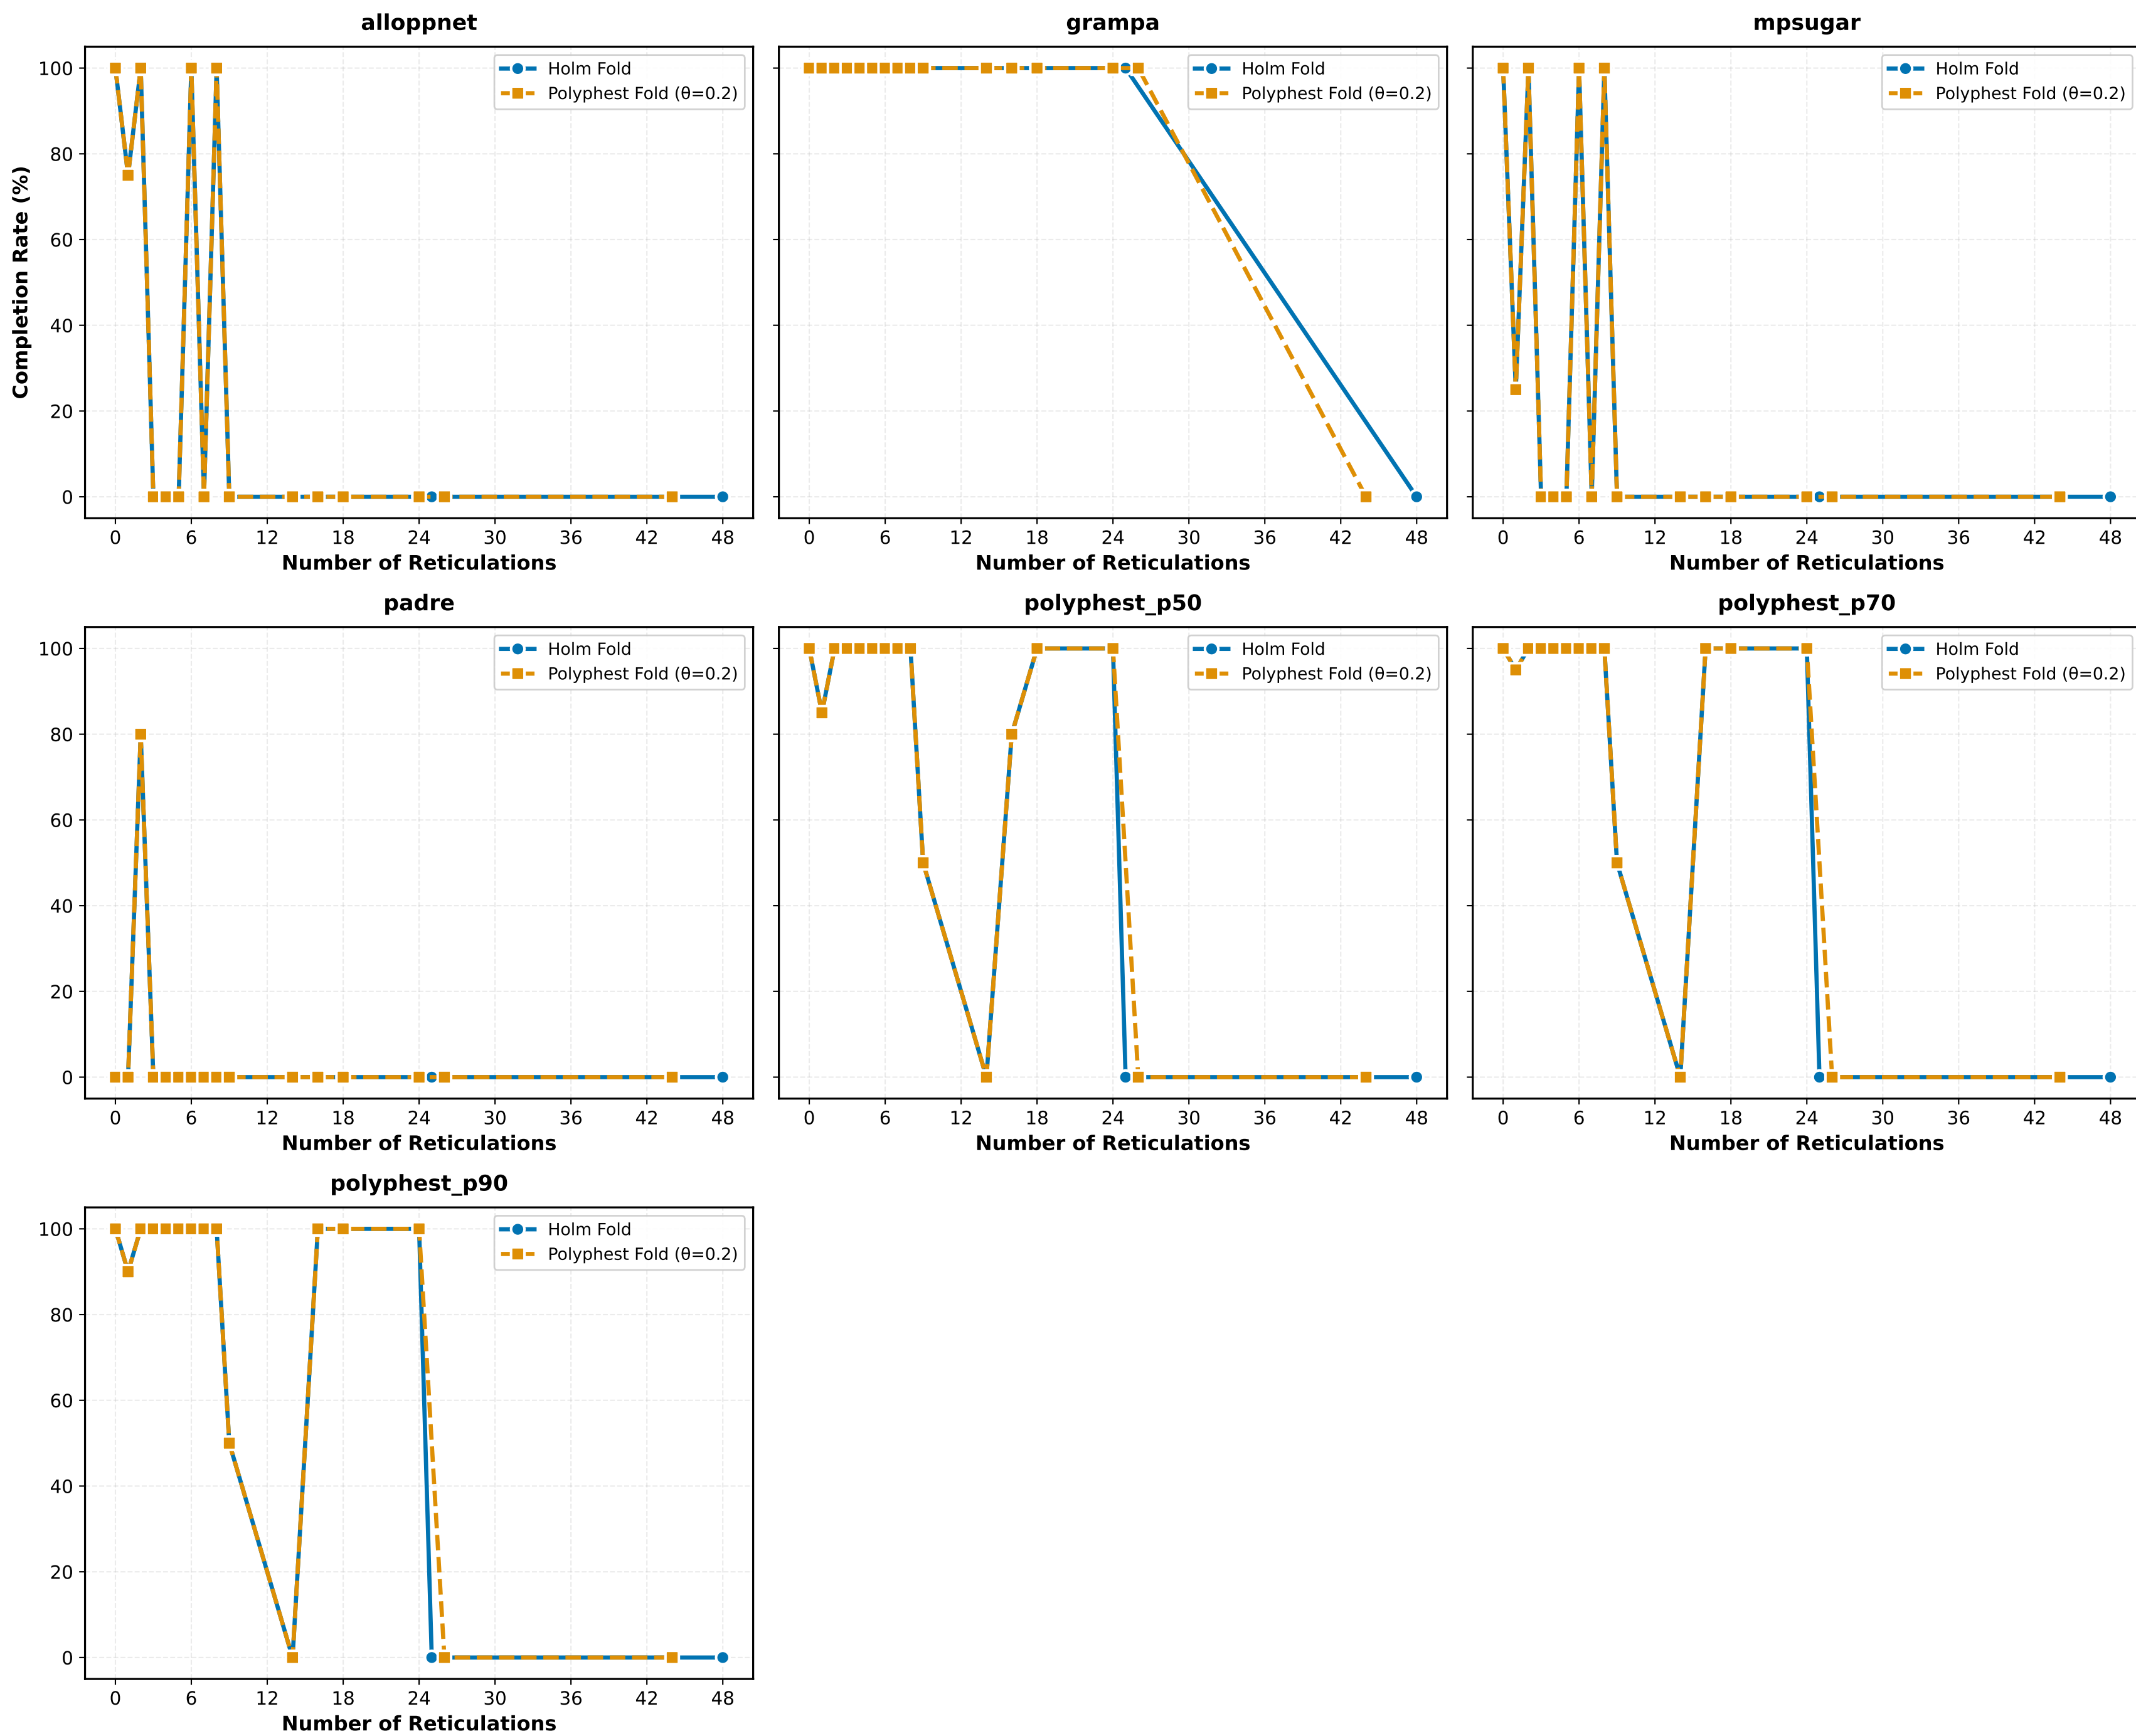 alloppnet
grampa
mpsugar
Completion Rate (%)
100
80
60
40
20
0
Holm Fold
Polyphest Fold (θ=0.2)
Holm Fold
Polyphest Fold (θ=0.2)
Holm Fold
Polyphest Fold (θ=0.2)
0 6 12 18 24 30 36 42 48
0 6 12 18 24 30 36 42 48
0 6 12 18 24 30 36 42 48
Number of Reticulations
Number of Reticulations
Number of Reticulations
padre
polyphest_p50
polyphest_p70
100
80
60
40
20
0
Holm Fold
Polyphest Fold (θ=0.2)
Holm Fold
Polyphest Fold (θ=0.2)
Holm Fold
Polyphest Fold (θ=0.2)
0 6 12 18 24 30 36 42 48
0 6 12 18 24 30 36 42 48
0 6 12 18 24 30 36 42 48
Number of Reticulations
Number of Reticulations
Number of Reticulations
polyphest_p90
100
80
60
40
20
0
Holm Fold
Polyphest Fold (θ=0.2)
0 6 12 18 24 30 36 42 48
Number of Reticulations